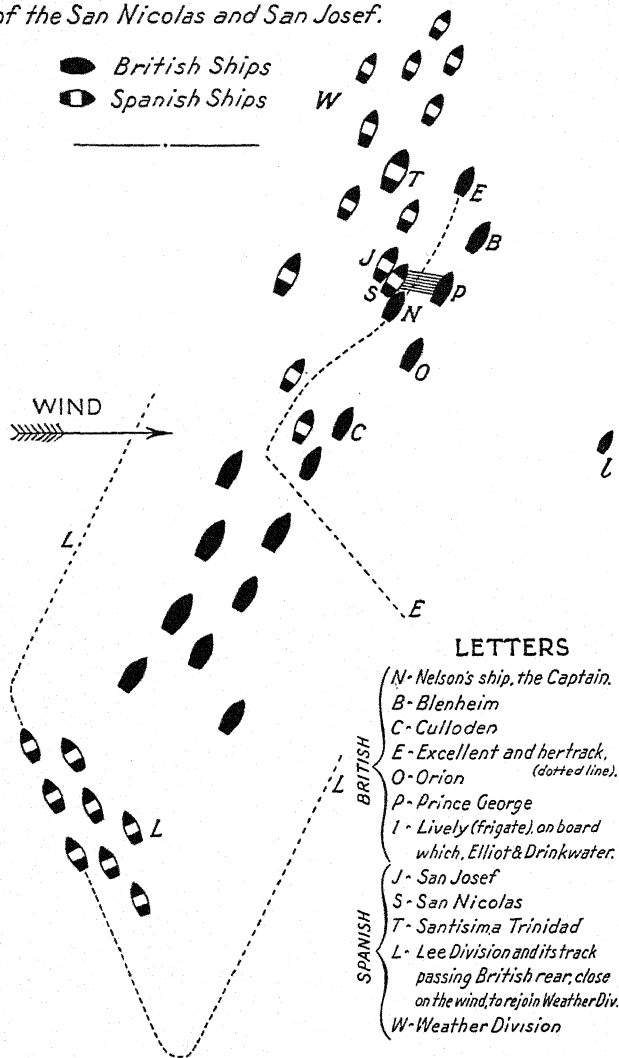 of the San Nicolas and San Josef.
British Ships
Spanish Ships
W
T
E
B
J
S
P
N
O
WIND
C
l
L
E
LETTERS
BRITISH
N - Nelson's ship, the Captain.
B - Blenheim
C - Culloden
E - Excellent and her track,
(dotted line).
O - Orion
P - Prince George
l - Lively (frigate), on board
which, Elliot & Drinkwater.
L
L
SPANISH
J - San Josef
S - San Nicolas
T - Santisima Trinidad
L - Lee Division and its track
passing British rear, close
on the wind, to rejoin Weather Div.
W - Weather Division